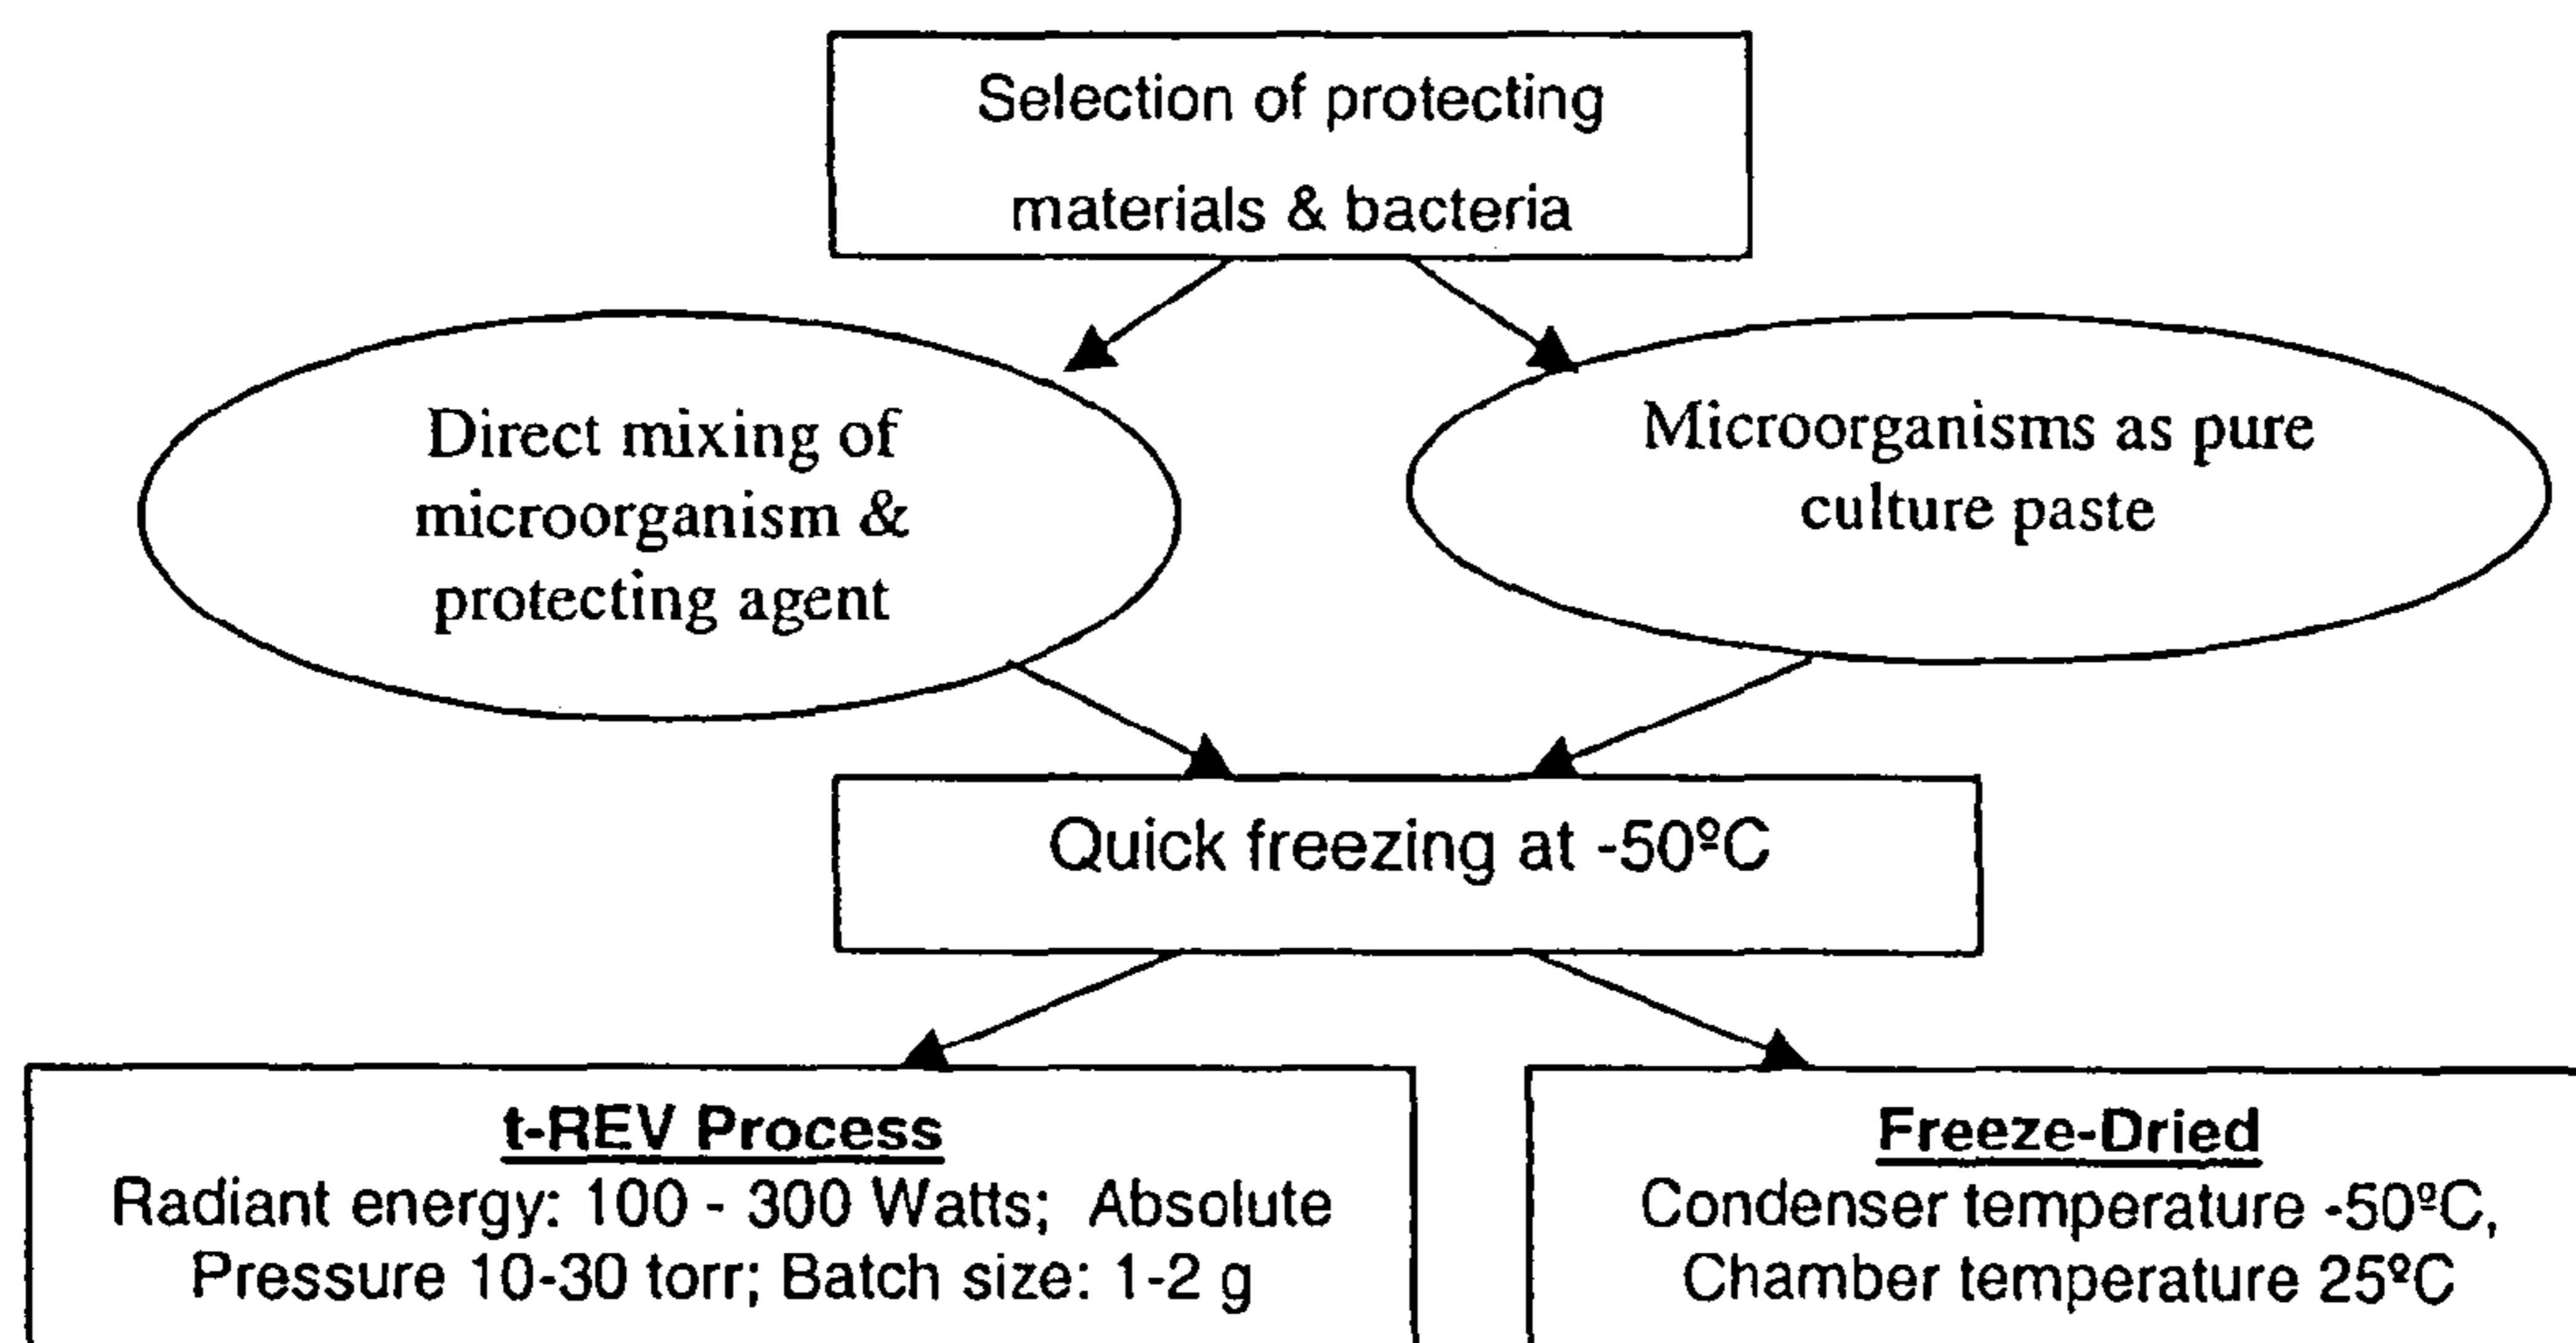 Selection of protecting
materials & bacteria
Direct mixing of
microorganism &
protecting agent
Microorganisms as pure
culture paste
Quick freezing at -50ºC
t-REV Process
Radiant energy: 100 - 300 Watts; Absolute
Pressure 10-30 torr; Batch size: 1-2 g
Freeze-Dried
Condenser temperature -50ºC,
Chamber temperature 25ºC